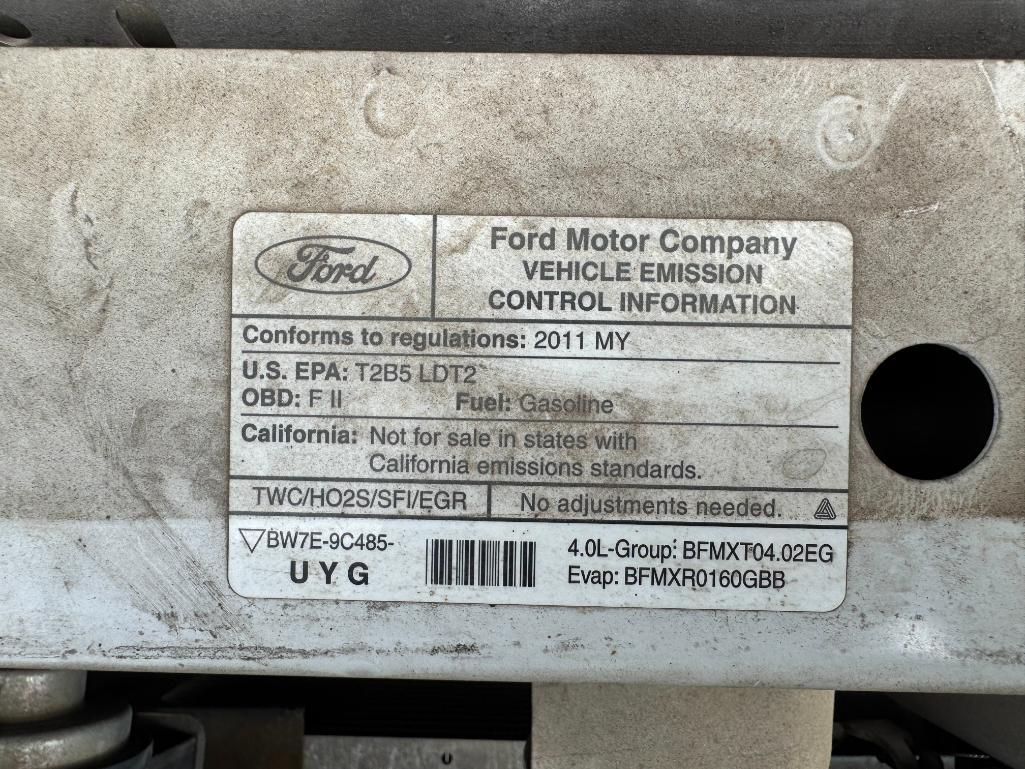 Ford
Ford Motor Company
VEHICLE EMISSION
CONTROL INFORMATION
Conforms to regulations: 2011 MY
U.S. EPA: T2B5 LDT2
OBD: F II Fuel: Gasoline
California: Not for sale in states with
California emissions standards.
TWC/HO2S/SFI/EGR No adjustments needed.
BW7E-9C485-
U Y G
4.0L-Group: BFMXT04.02EG
Evap: BFMXR0160GBB